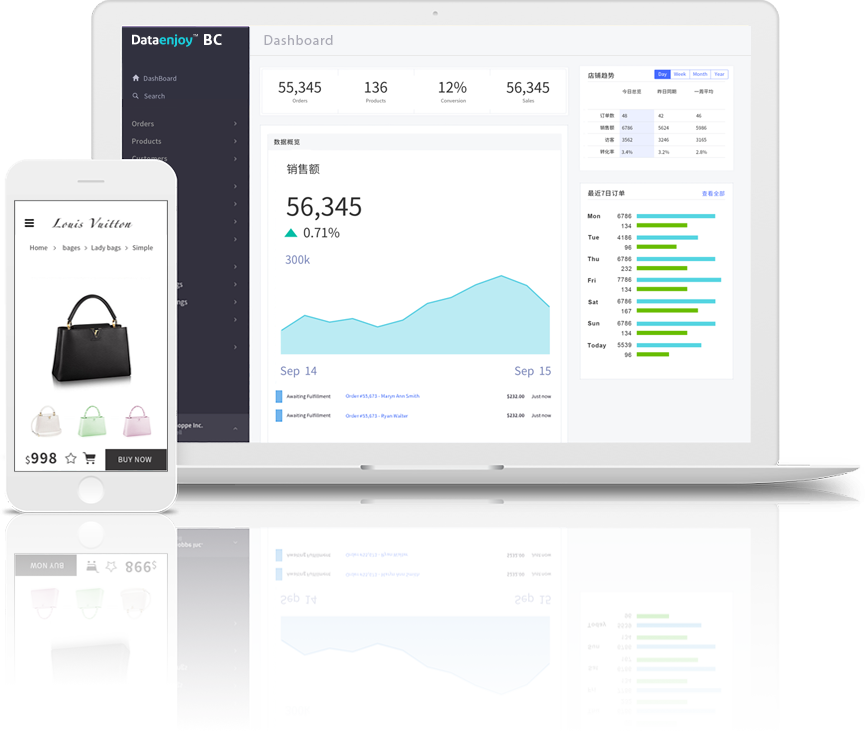 Dataenjoy™ BC
Dashboard
DashBoard
Search
Orders
Products
Customers
gs
ngs
oppe Inc.
55,345
Orders
136
Products
12%
Conversion
56,345
Sales
数据概览
销售额
56,345
0.71%
300k
Sep 14
Sep 15
Awaiting Fulfillment Order #55,673 - Maryn Ann Smith $232.00 Just now
Awaiting Fulfillment Order #55,673 - Ryan Walter $232.00 Just now
店铺趋势
Day Week Month Year
今日总览 昨日同期 一周平均
订单数 46 42 46
销售额 6786 5624 5986
访客 3562 3246 3165
转化率 3.4% 3.2% 2.8%
最近7日订单 查看全部
Mon 6786
134
Tue 4186
96
Thu 6786
232
Fri 7786
134
Sat 6786
167
Sun 6786
134
Today 5539
96
Louis Vuitton
Home > bages > Lady bags > Simple
$998
BUY NOW